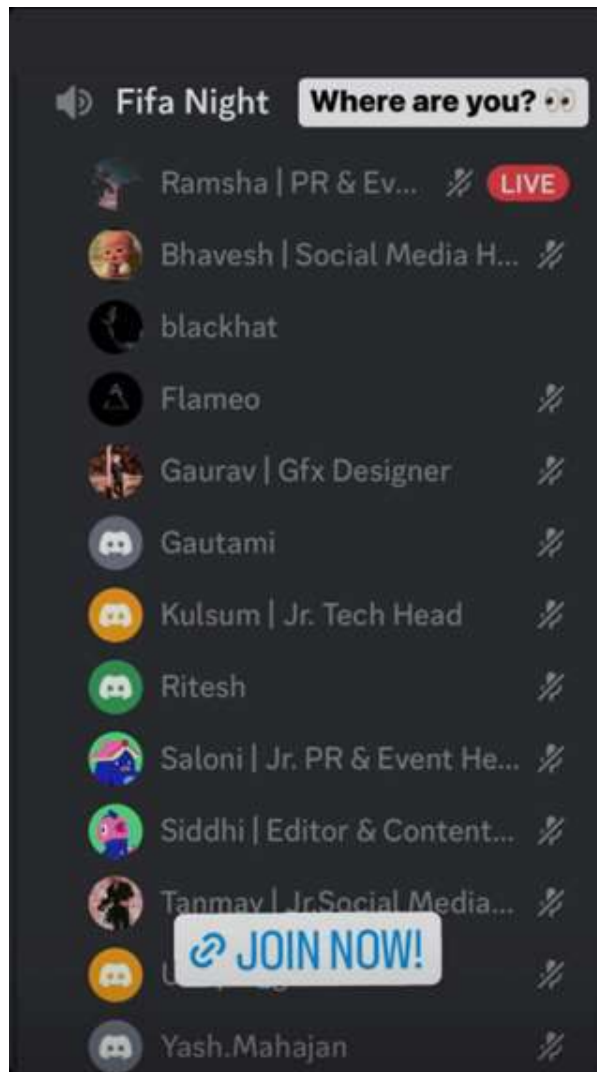 Fifa Night Where are you? 👀
Ramsha | PR & Ev... LIVE
Bhavesh | Social Media H...
blackhat
Flameo
Gaurav | Gfx Designer
Gautami
Kulsum | Jr. Tech Head
Ritesh
Saloni | Jr. PR & Event He...
Siddhi | Editor & Content...
Tanmay | Jr.Social Media...
JOIN NOW!
Yash.Mahajan